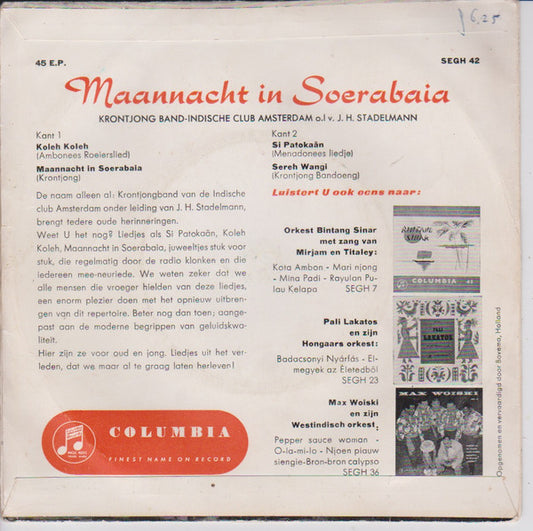 6,25
45 E.P.
SEGH 42
Maannacht in Soerabaia
KRONTJONG BAND-INDISCHE CLUB AMSTERDAM o.l v. J. H. STADELMANN
Kant 1
Koleh Koleh
(Ambonees Roeierslied)
Maannacht in Soerabaia
(Krontjong)
Kant 2
Si Patokaän
(Menadonees liedje)
Sereh Wangi
(Krontjong Bandoeng)
De naam alleen al: Krontjongband van de Indische
club Amsterdam onder leiding van J. H. Stadelmann,
brengt tedere oude herinneringen.
Weet U het nog? Liedjes als Si Patokaän, Koleh
Koleh, Maannacht in Soerabaia, juweeltjes stuk voor
stuk, die regelmatig door de radio klonken en die
iedereen mee-neuriede. We weten zeker dat we
alle mensen die vroeger hielden van deze liedjes,
een enorm plezier doen met het opnieuw uitbren-
gen van dit repertoire. Beter nog dan toen; aange-
past aan de moderne begrippen van geluidskwa-
liteit.
Hier zijn ze voor oud en jong. Liedjes uit het ver-
leden, dat we maar al te graag laten herleven!
Luistert U ook eens naar:
Orkest Bintang Sinar
met zang van
Mirjam en Titaley:
Kota Ambon - Mari njong
- Mina Padi - Rayulan Pu-
lau Kelapa SEGH 7
BINTANG
SINAR
COLUMBIA 45
Pali Lakatos
en zijn
Hongaars orkest:
Badacsonyi Nyárfás - El-
megyek az Életedböl
SEGH 23
PALI
LAKATOS
Max Woiski
en zijn
Westindisch orkest:
Pepper sauce woman -
O-la-mi-lo - Njoen piauw
siengie-Bron-bron calypso
SEGH 36
MAX WOISKI
COLUMBIA
FINEST NAME ON RECORD
Opgenomen en vervaardigd door Bovema, Holland